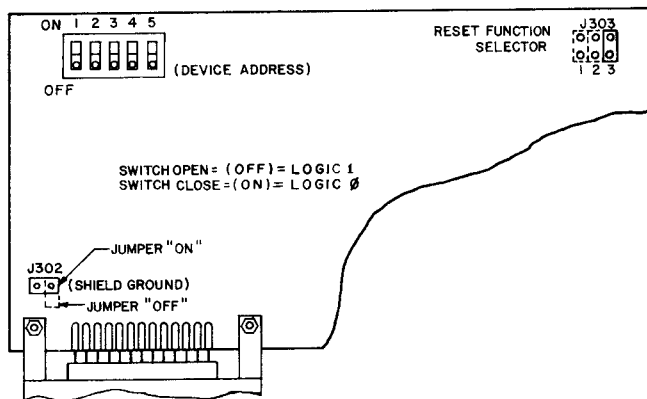 ON 1 2 3 4 5
OFF
(DEVICE ADDRESS)
RESET FUNCTION
SELECTOR
J303
1 2 3
SWITCH OPEN = (OFF) = LOGIC 1
SWITCH CLOSE = (ON) = LOGIC Ø
JUMPER "ON"
J302
(SHIELD GROUND)
JUMPER "OFF"